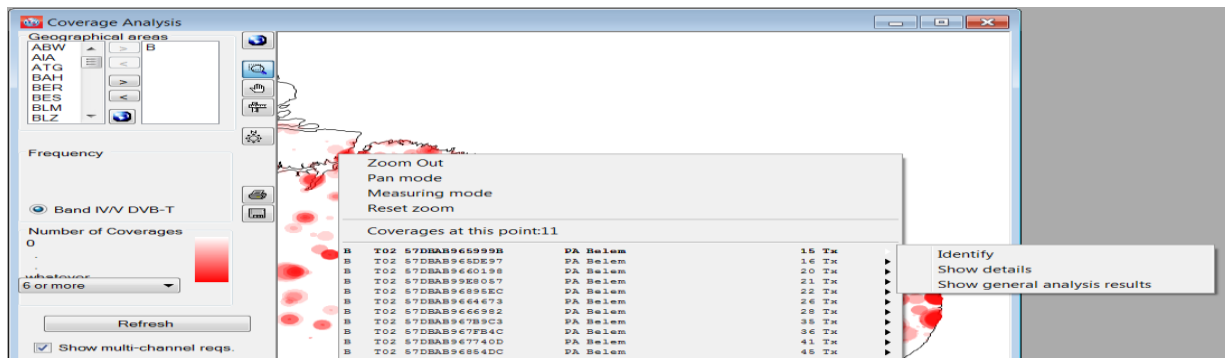 Coverage Analysis
Geographical areas
ABW
AIA
ATG
BAH
BER
BES
BLM
BLZ
> B
<
>
<
Frequency
Band IV/V DVB-T
Number of Coverages
0
.
.
whatever
6 or more
Refresh
Show multi-channel reqs.
Zoom Out
Pan mode
Measuring mode
Reset zoom
Coverages at this point:11
B T02 57DBAB965999B PA Belem 15 Tx
B T02 57DBAB965DE97 PA Belem 16 Tx
B T02 57DBAB9660198 PA Belem 20 Tx
B T02 57DBAB99E8057 PA Belem 21 Tx
B T02 57DBAB96895EC PA Belem 22 Tx
B T02 57DBAB9664673 PA Belem 26 Tx
B T02 57DBAB9666982 PA Belem 28 Tx
B T02 57DBAB967B9C3 PA Belem 35 Tx
B T02 57DBAB967FB4C PA Belem 36 Tx
B T02 57DBAB967740D PA Belem 41 Tx
B T02 57DBAB96854DC PA Belem 45 Tx
Identify
Show details
Show general analysis results